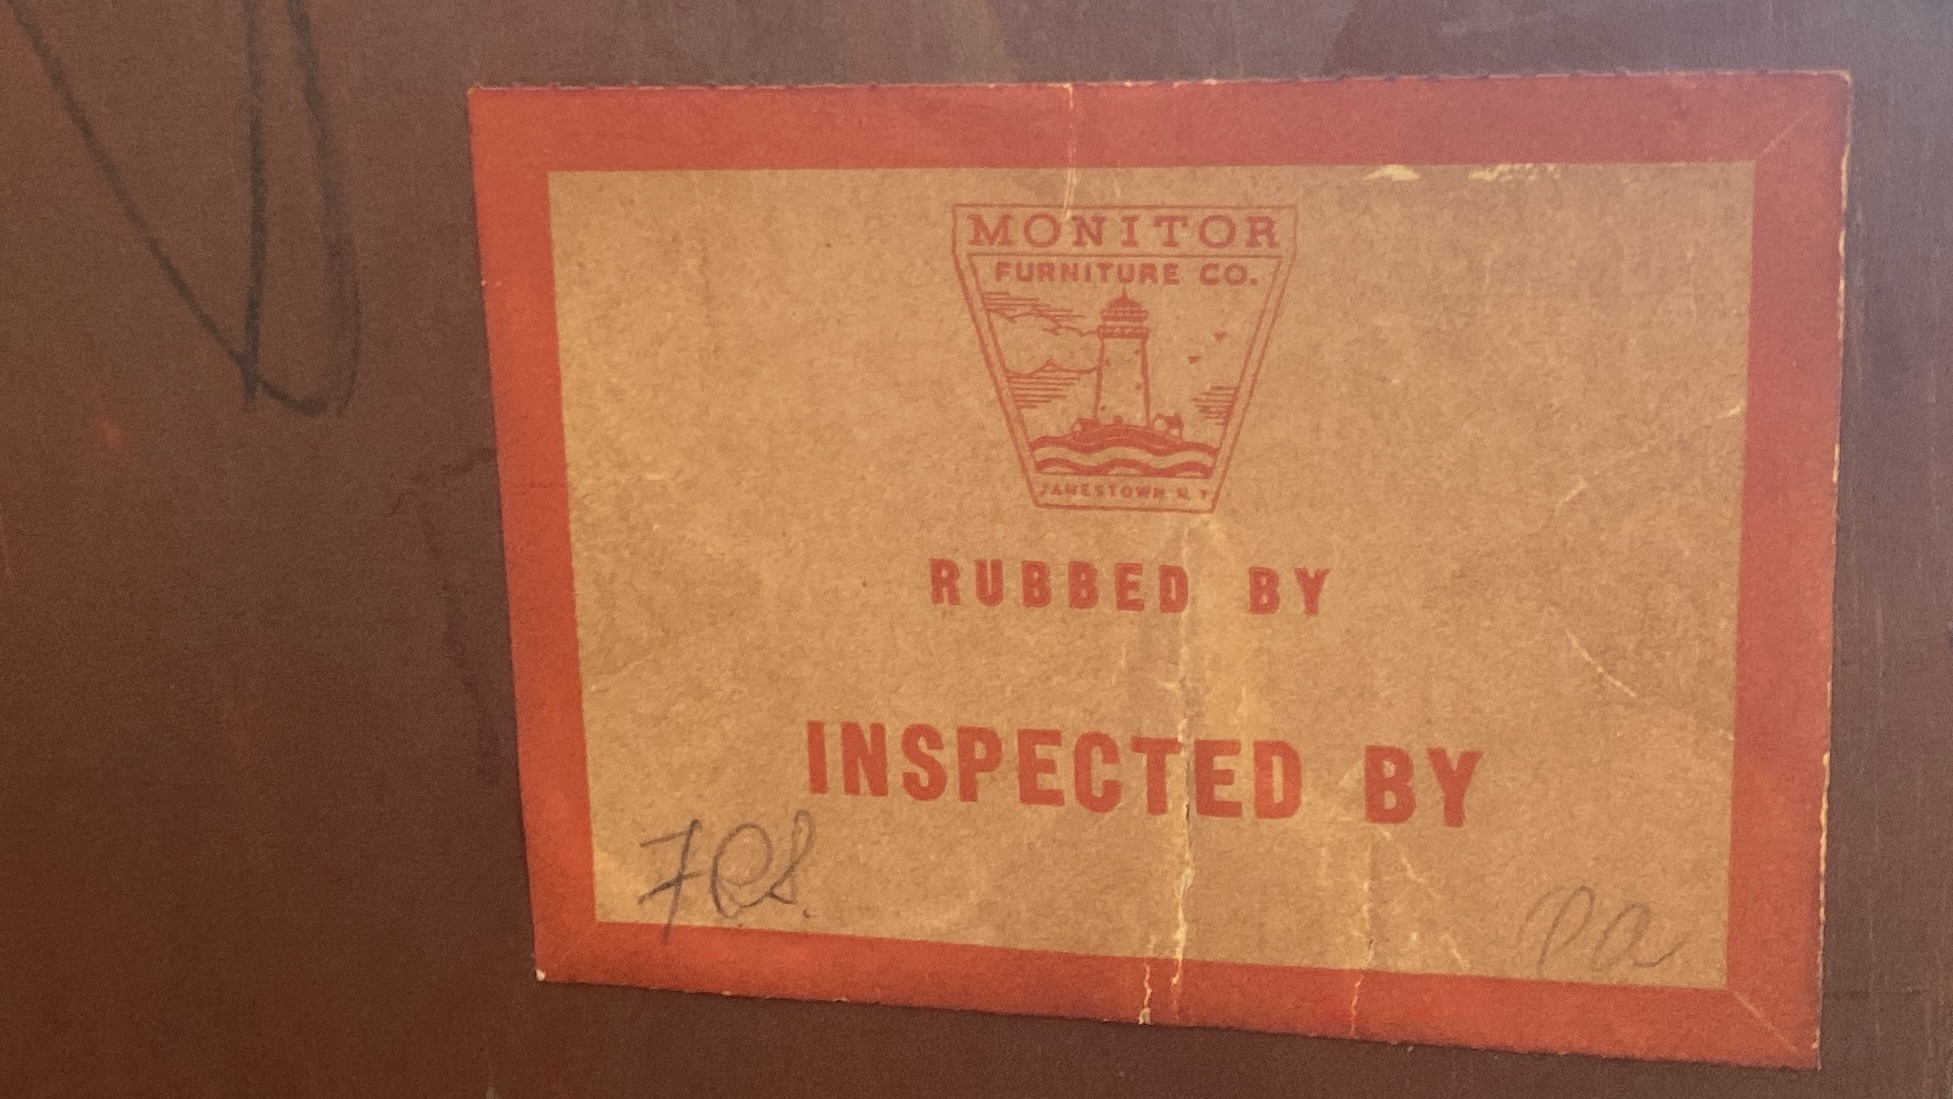 MONITOR
FURNITURE CO.
JAMESTOWN N.Y.
RUBBED BY
INSPECTED BY